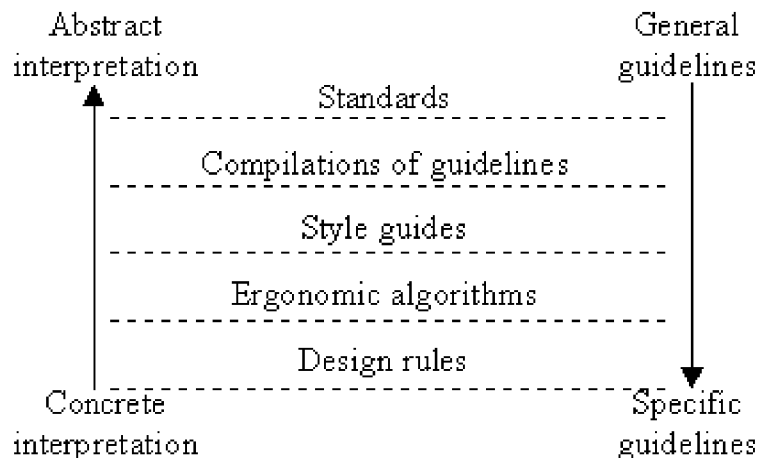 Abstract
interpretation
General
guidelines
Standards
Compilations of guidelines
Style guides
Ergonomic algorithms
Design rules
Concrete
interpretation
Specific
guidelines